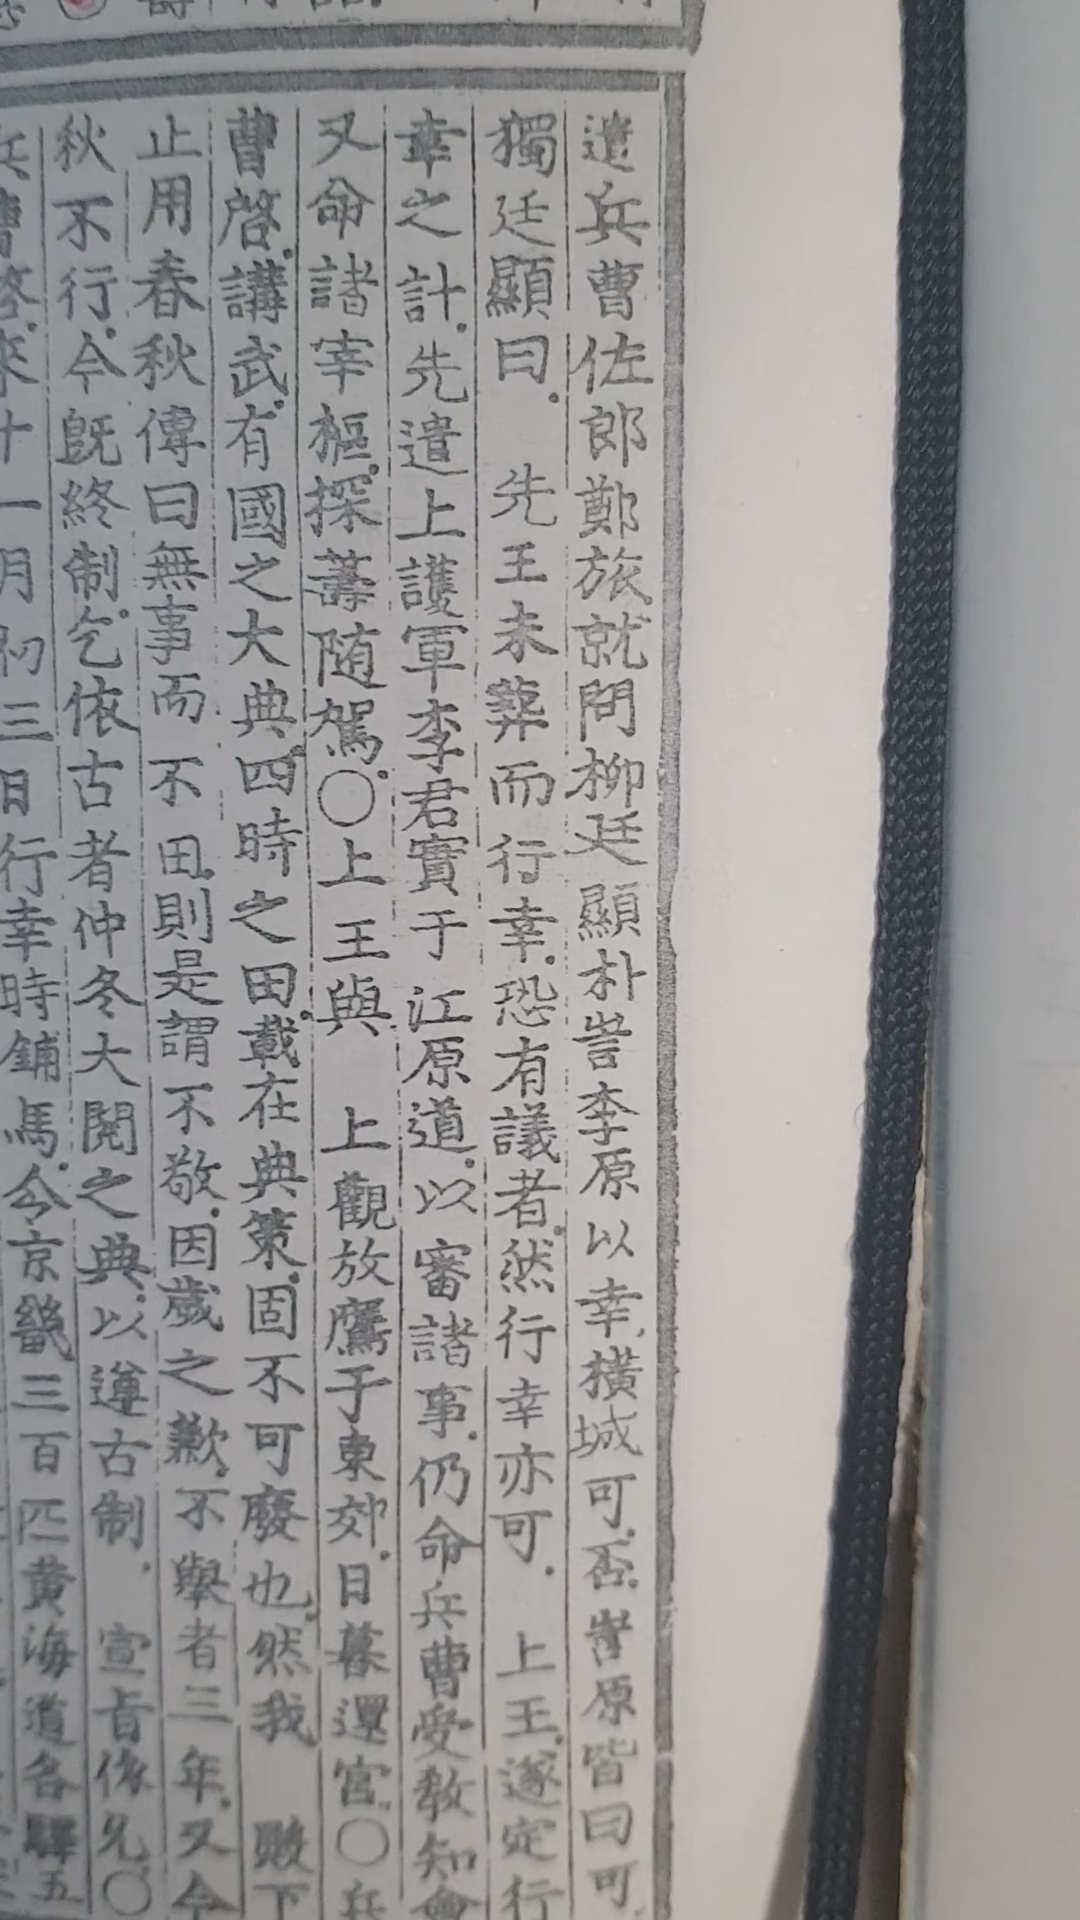 遣兵曹佐郎鄭旅就問柳廷顯朴訔李原以幸橫城可否訔原皆曰可
獨廷顯曰 先王未葬而行幸恐有議者然行幸亦可 上王遂定行
幸之計先遣上護軍李君實于江原道以審諸事仍命兵曹受教知會
又命諸宰樞探籌隨駕〇上王與 上觀放鷹于東郊日暮還宮〇兵
曹啓講武有國之大典四時之田載在典策固不可廢也然我 殿下
止用春秋傳曰無事而不田則是謂不敬因歲之歉不擧者三年又今
秋不行今旣終制乞依古者仲冬大閱之典以遵古制 宣旨依允〇
兵曹啓來十一月初三日行幸時鋪馬今京畿三百匹黃海道各驛五